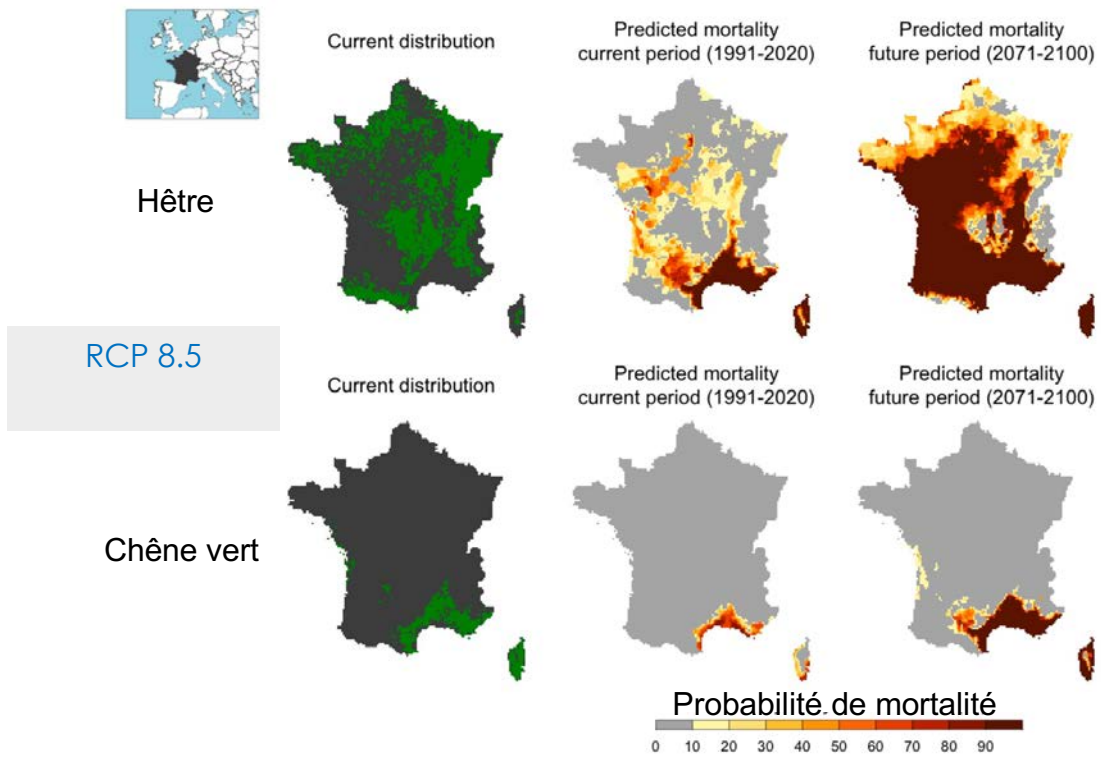 Current distribution
Predicted mortality
current period (1991-2020)
Predicted mortality
future period (2071-2100)
Hêtre
RCP 8.5
Current distribution
Predicted mortality
current period (1991-2020)
Predicted mortality
future period (2071-2100)
Chêne vert
Probabilité de mortalité
0 10 20 30 40 50 60 70 80 90